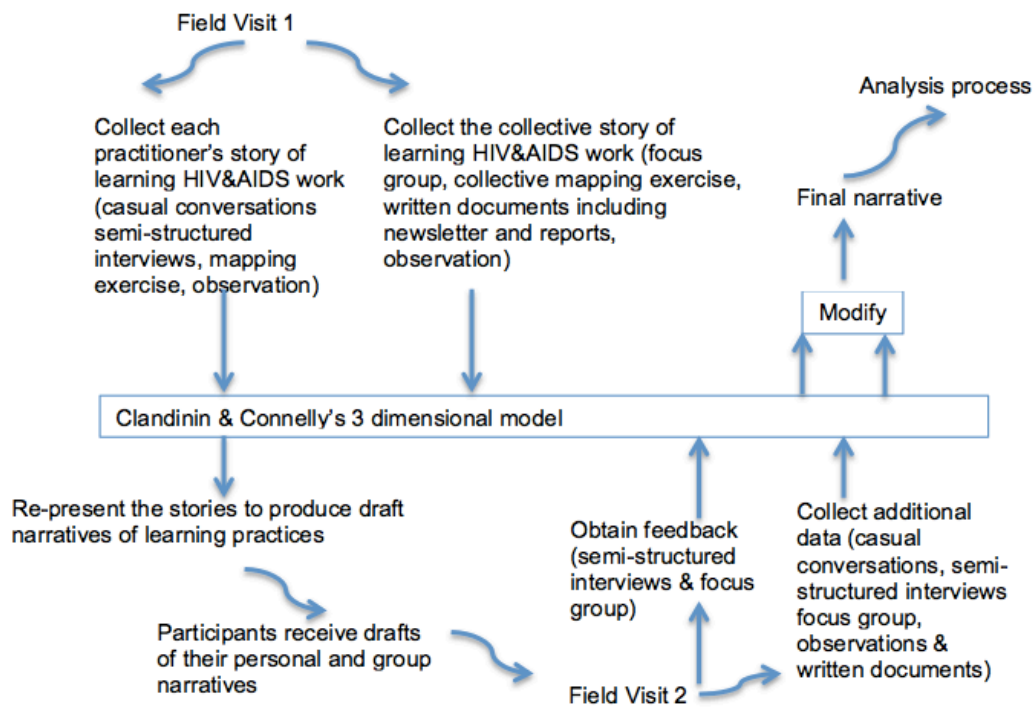 Field Visit 1
Collect each
practitioner's story of
learning HIV&AIDS work
(casual conversations
semi-structured
interviews, mapping
exercise, observation)
Collect the collective story of
learning HIV&AIDS work (focus
group, collective mapping exercise,
written documents including
newsletter and reports,
observation)
Clandinin & Connelly's 3 dimensional model
Re-present the stories to produce draft
narratives of learning practices
Participants receive drafts
of their personal and group
narratives
Field Visit 2
Obtain feedback
(semi-structured
interviews & focus
group)
Collect additional
data (casual
conversations, semi-
structured interviews
focus group,
observations &
written documents)
Modify
Final narrative
Analysis process